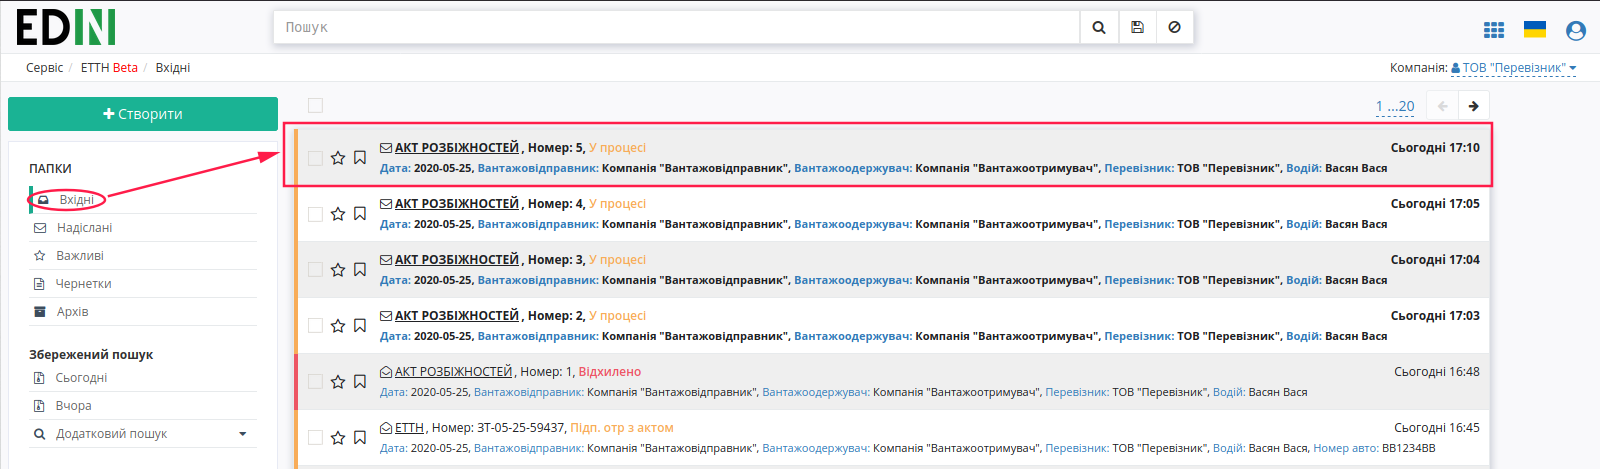 EDIN
Пошук
Сервіс / ЕТТН Beta / Вхідні
Компанія: ТОВ "Перевізник"
Створити
1 ...20
ПАПКИ
Вхідні
Надіслані
Важливі
Чернетки
Архів
Збережений пошук
Сьогодні
Вчора
Додатковий пошук
АКТ РОЗБІЖНОСТЕЙ , Номер: 5, У процесі Сьогодні 17:10
Дата: 2020-05-25, Вантажовідправник: Компанія "Вантажовідправник", Вантажоодержувач: Компанія "Вантажоотримувач", Перевізник: ТОВ "Перевізник", Водій: Васян Вася
АКТ РОЗБІЖНОСТЕЙ , Номер: 4, У процесі Сьогодні 17:05
Дата: 2020-05-25, Вантажовідправник: Компанія "Вантажовідправник", Вантажоодержувач: Компанія "Вантажоотримувач", Перевізник: ТОВ "Перевізник", Водій: Васян Вася
АКТ РОЗБІЖНОСТЕЙ , Номер: 3, У процесі Сьогодні 17:04
Дата: 2020-05-25, Вантажовідправник: Компанія "Вантажовідправник", Вантажоодержувач: Компанія "Вантажоотримувач", Перевізник: ТОВ "Перевізник", Водій: Васян Вася
АКТ РОЗБІЖНОСТЕЙ , Номер: 2, У процесі Сьогодні 17:03
Дата: 2020-05-25, Вантажовідправник: Компанія "Вантажовідправник", Вантажоодержувач: Компанія "Вантажоотримувач", Перевізник: ТОВ "Перевізник", Водій: Васян Вася
АКТ РОЗБІЖНОСТЕЙ , Номер: 1, Відхилено Сьогодні 16:48
Дата: 2020-05-25, Вантажовідправник: Компанія "Вантажовідправник", Вантажоодержувач: Компанія "Вантажоотримувач", Перевізник: ТОВ "Перевізник", Водій: Васян Вася
ЕТТН , Номер: ЗТ-05-25-59437, Підп. отр з актом Сьогодні 16:45
Дата: 2020-05-25, Вантажовідправник: Компанія "Вантажовідправник", Вантажоодержувач: Компанія "Вантажоотримувач", Перевізник: ТОВ "Перевізник", Водій: Васян Вася, Номер авто: ВВ1234ВВ